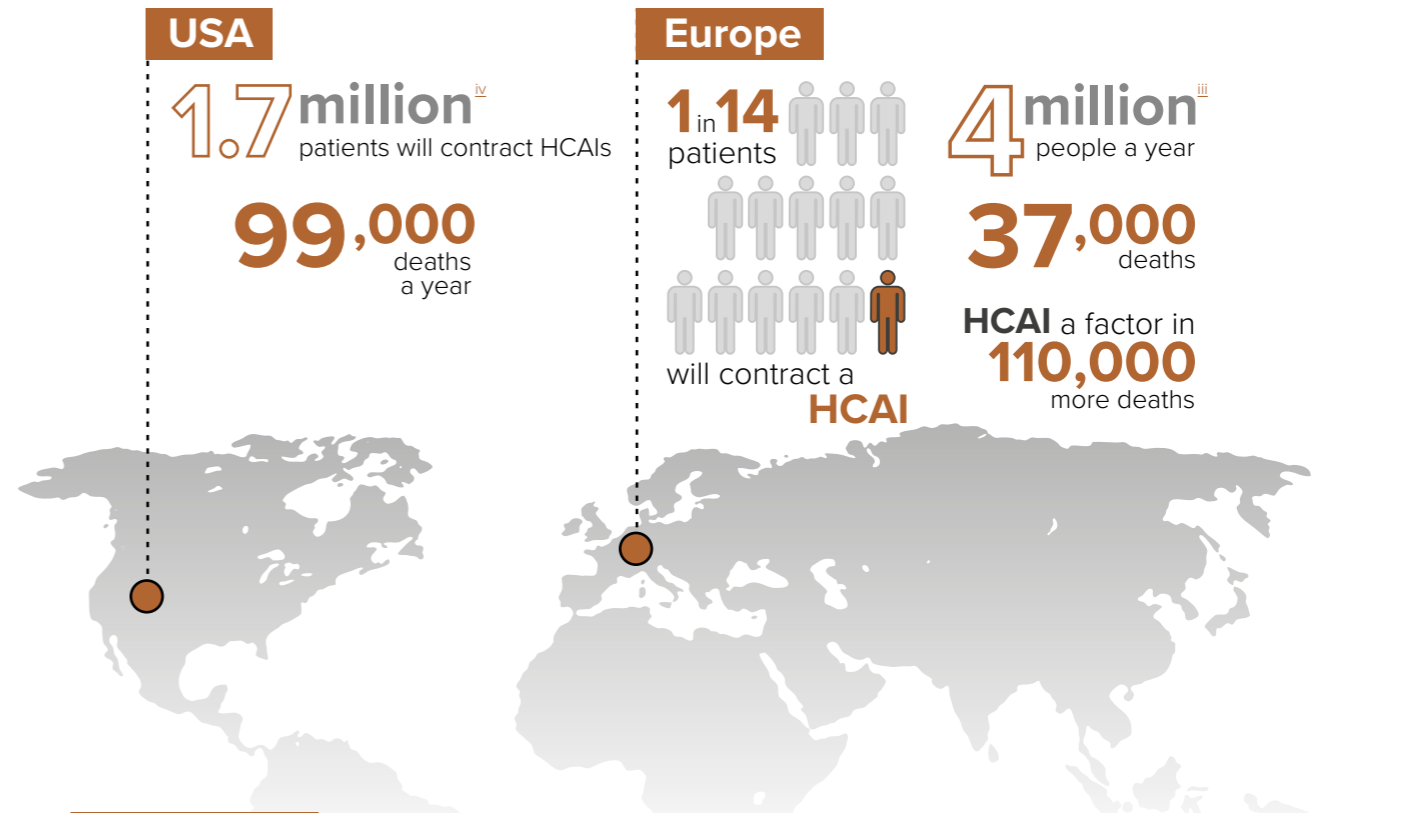 USA
1.7 million iv
patients will contract HCAIs
99,000
deaths
a year
Europe
1 in 14
patients
will contract a
HCAI
4 million iii
people a year
37,000
deaths
HCAI a factor in
110,000
more deaths